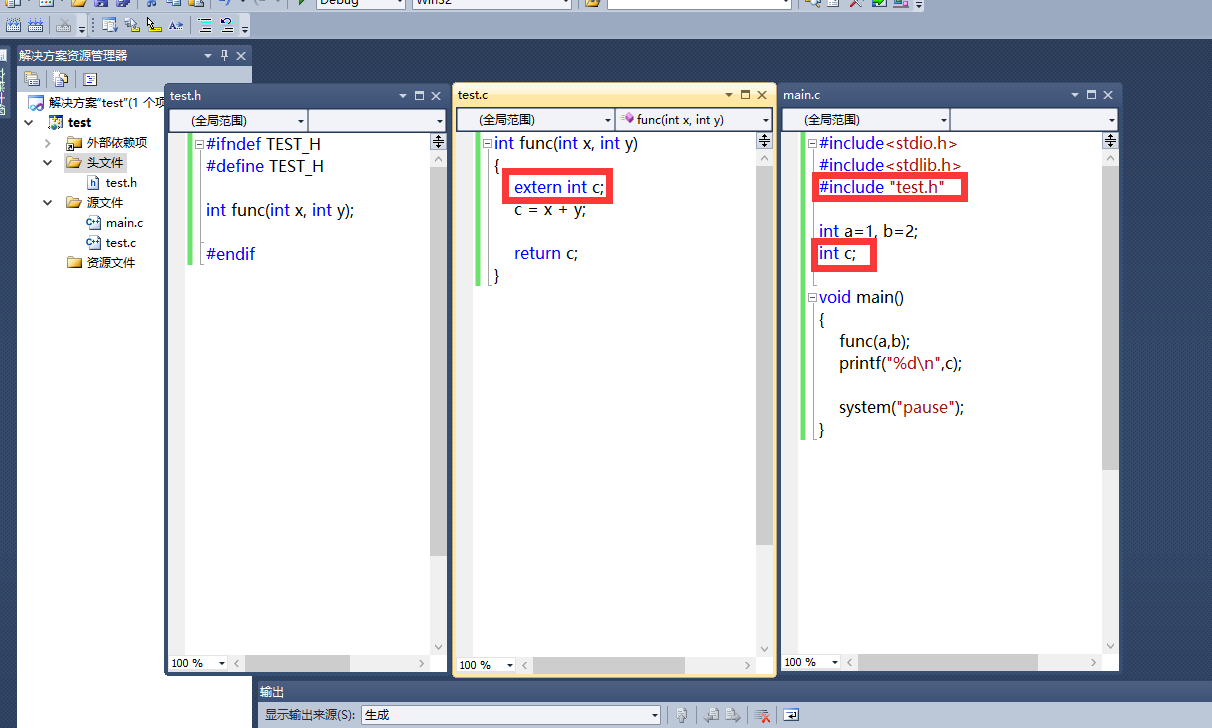 Debug
Win32
解决方案资源管理器
解决方案"test"(1 个项
test
外部依赖项
头文件
test.h
源文件
main.c
test.c
资源文件
test.h
(全局范围)
#ifndef TEST_H
#define TEST_H
int func(int x, int y);
#endif
100 %
test.c
(全局范围)
func(int x, int y)
int func(int x, int y)
{
extern int c;
c = x + y;
return c;
}
100 %
main.c
(全局范围)
#include<stdio.h>
#include<stdlib.h>
#include "test.h"
int a=1, b=2;
int c;
void main()
{
func(a,b);
printf("%d\n",c);
system("pause");
}
100 %
输出
显示输出来源(S):
生成